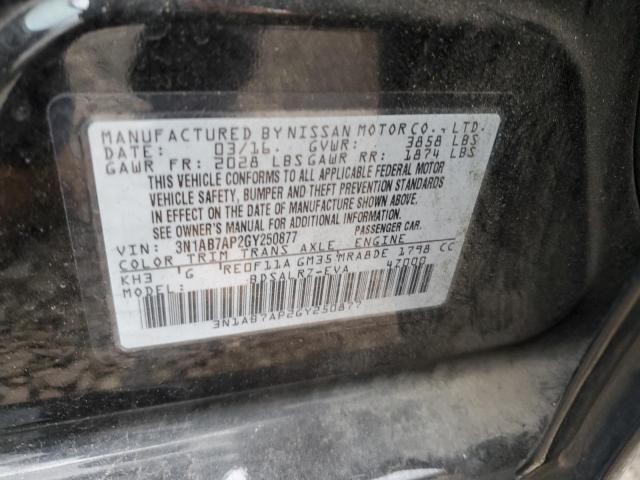 MANUFACTURED BY NISSAN MOTOR CO., LTD.
DATE: 03/16. GVWR: 3858 LBS
GAWR FR: 2028 LBS GAWR RR: 1874 LBS
THIS VEHICLE CONFORMS TO ALL APPLICABLE FEDERAL MOTOR
VEHICLE SAFETY, BUMPER AND THEFT PREVENTION STANDARDS
IN EFFECT ON THE DATE OF MANUFACTURE SHOWN ABOVE.
SEE OWNER'S MANUAL FOR ADDITIONAL INFORMATION.
VIN: 3N1AB7AP2GY250877 PASSENGER CAR.
COLOR TRIM TRANS AXLE ENGINE
KH3 'G RE0F11A GM35 MRA8DE 1798 CC
BDSALRZ-EVA 47000
3N1AB7AP2GY250877